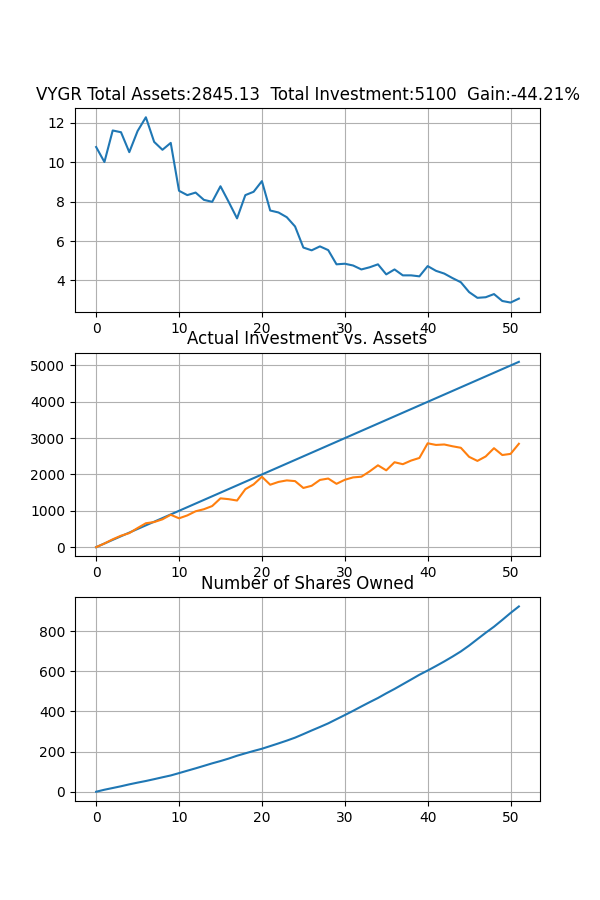 VYGR Total Assets:2845.13  Total Investment:5100  Gain:-44.21%
12
10
8
6
4
0 10 20 30 40 50
Actual Investment vs. Assets
5000
4000
3000
2000
1000
0
0 10 20 30 40 50
Number of Shares Owned
800
600
400
200
0
0 10 20 30 40 50